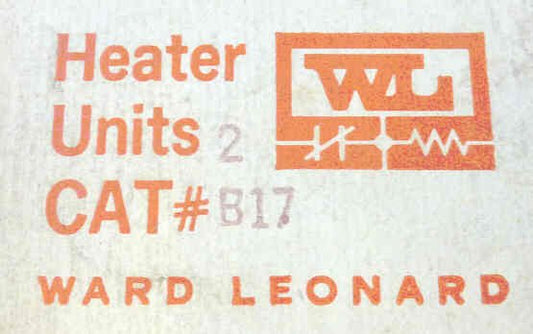 Heater
Units 2
CAT# B17
WL
WARD LEONARD